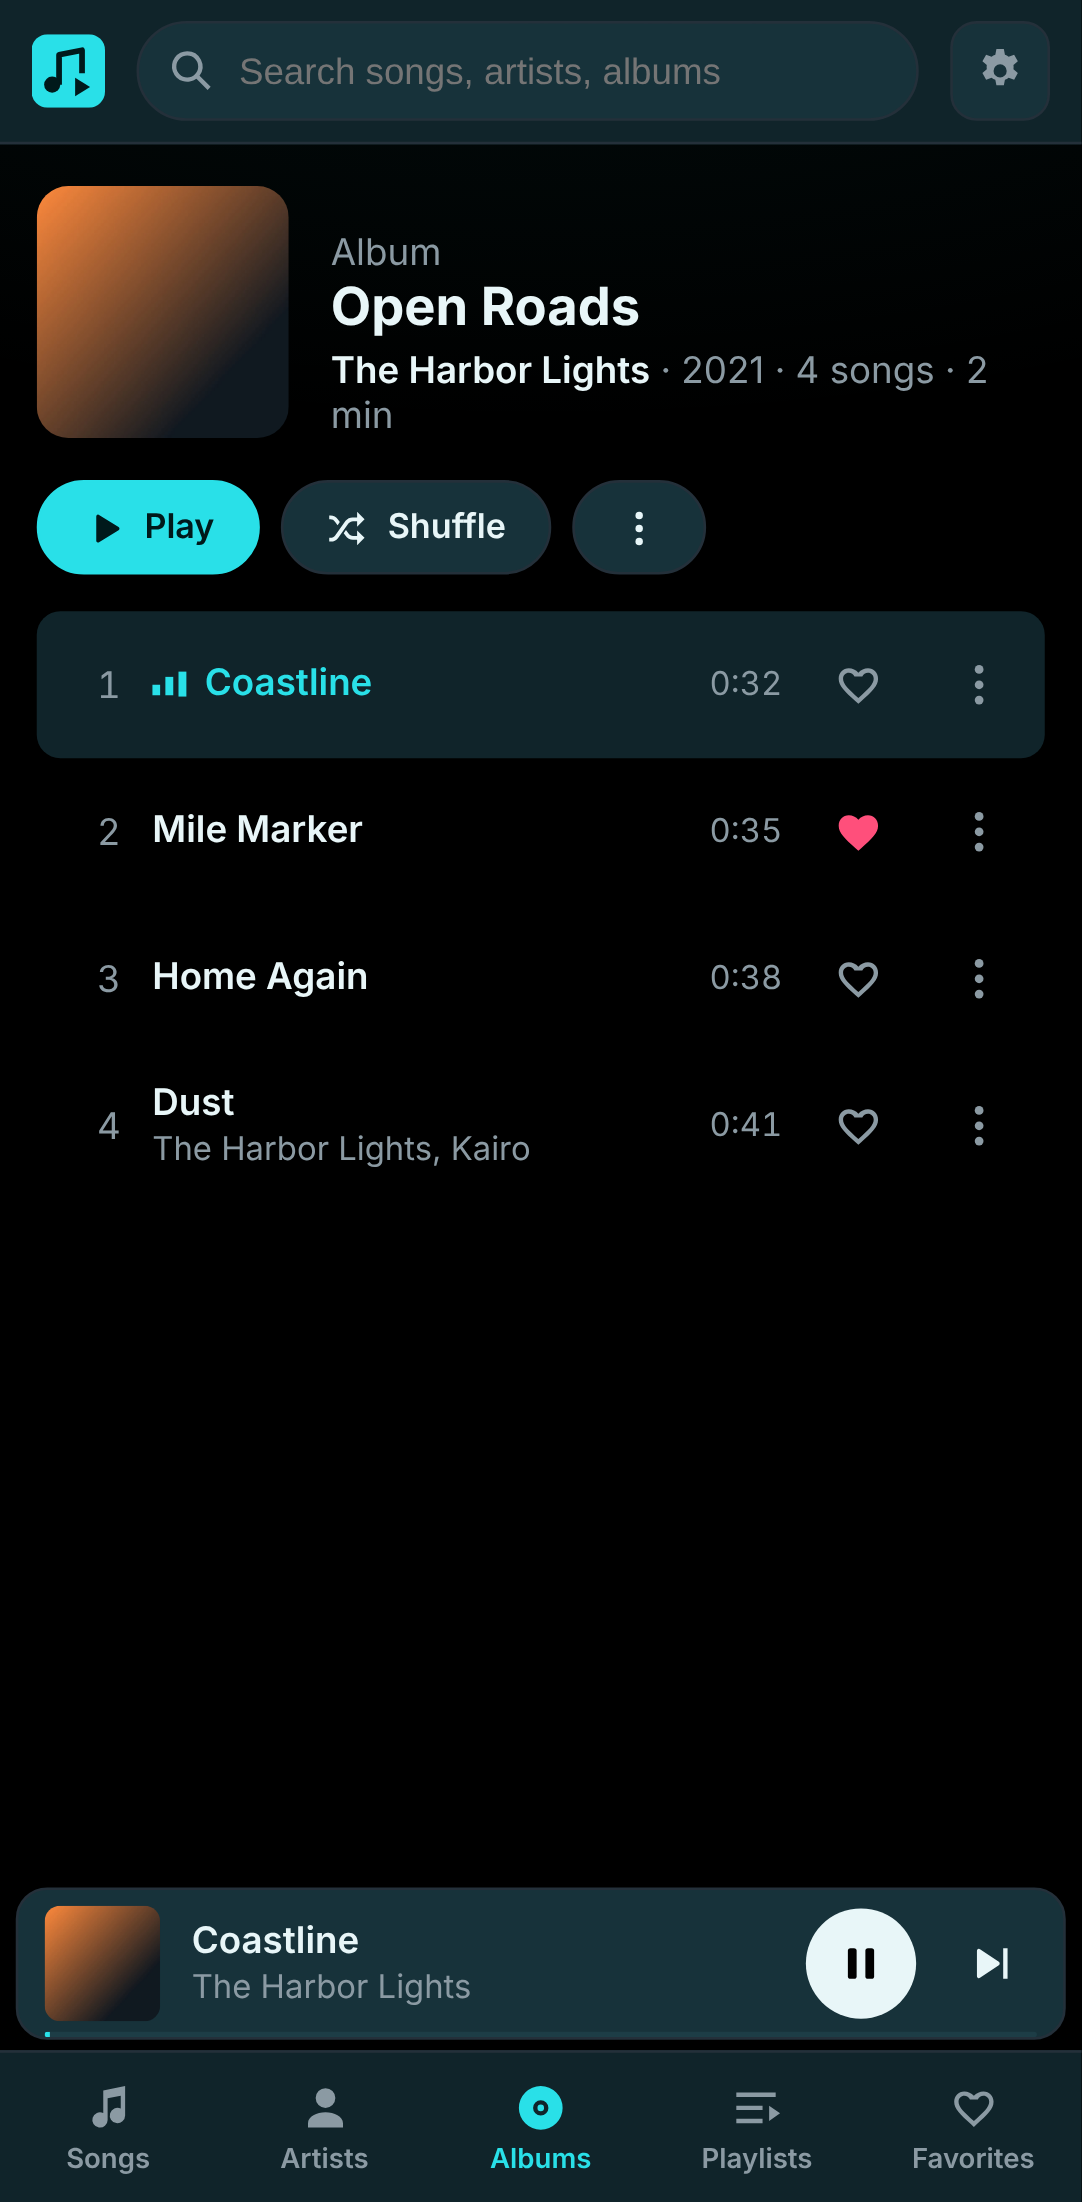 Search songs, artists, albums
Album
Open Roads
The Harbor Lights · 2021 · 4 songs · 2
min
Play
Shuffle
1 Coastline 0:32
2 Mile Marker 0:35
3 Home Again 0:38
4 Dust 0:41
The Harbor Lights, Kairo
Coastline
The Harbor Lights
Songs Artists Albums Playlists Favorites